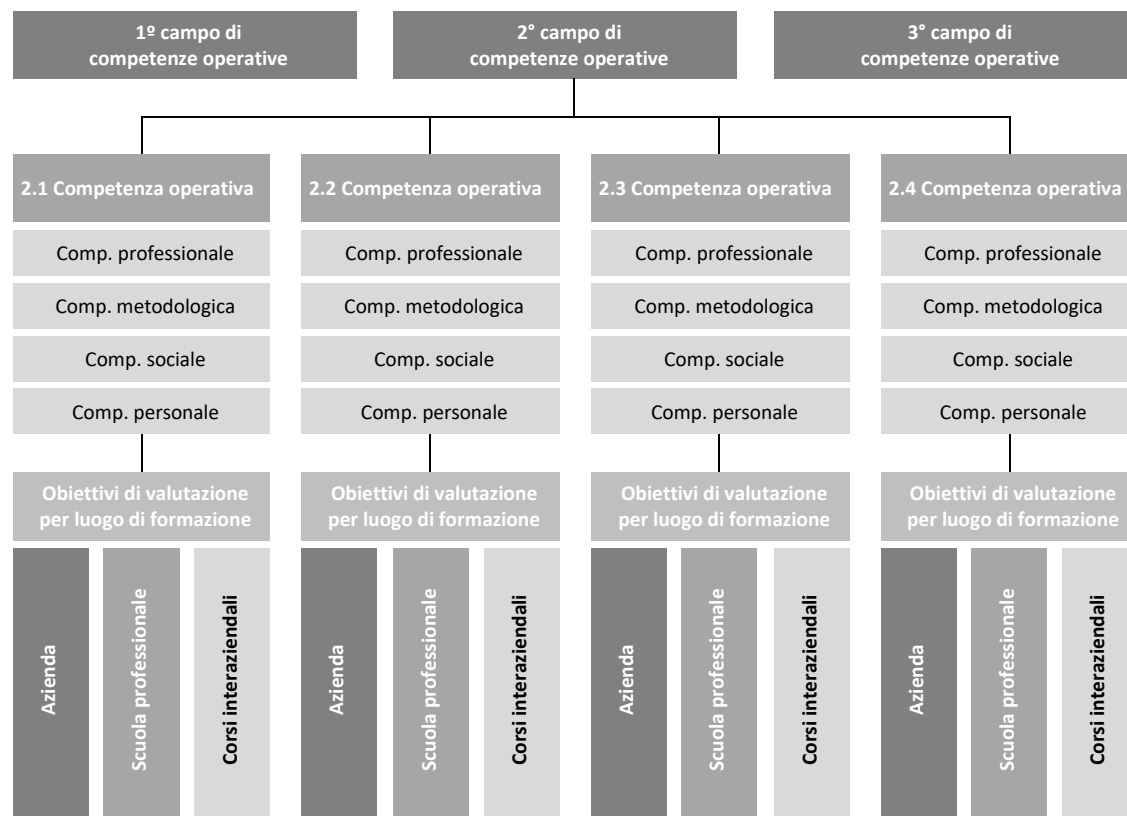 1º campo di
competenze operative
2° campo di
competenze operative
3° campo di
competenze operative
2.1 Competenza operativa
2.2 Competenza operativa
2.3 Competenza operativa
2.4 Competenza operativa
Comp. professionale
Comp. professionale
Comp. professionale
Comp. professionale
Comp. metodologica
Comp. metodologica
Comp. metodologica
Comp. metodologica
Comp. sociale
Comp. sociale
Comp. sociale
Comp. sociale
Comp. personale
Comp. personale
Comp. personale
Comp. personale
Obiettivi di valutazione
per luogo di formazione
Obiettivi di valutazione
per luogo di formazione
Obiettivi di valutazione
per luogo di formazione
Obiettivi di valutazione
per luogo di formazione
Azienda
Scuola professionale
Corsi interaziendali
Azienda
Scuola professionale
Corsi interaziendali
Azienda
Scuola professionale
Corsi interaziendali
Azienda
Scuola professionale
Corsi interaziendali